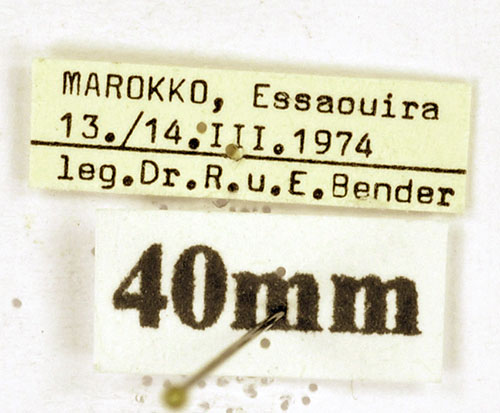 MAROKKO, Essaouira
13./14.III.1974
leg.Dr.R.u.E.Bender
40mm